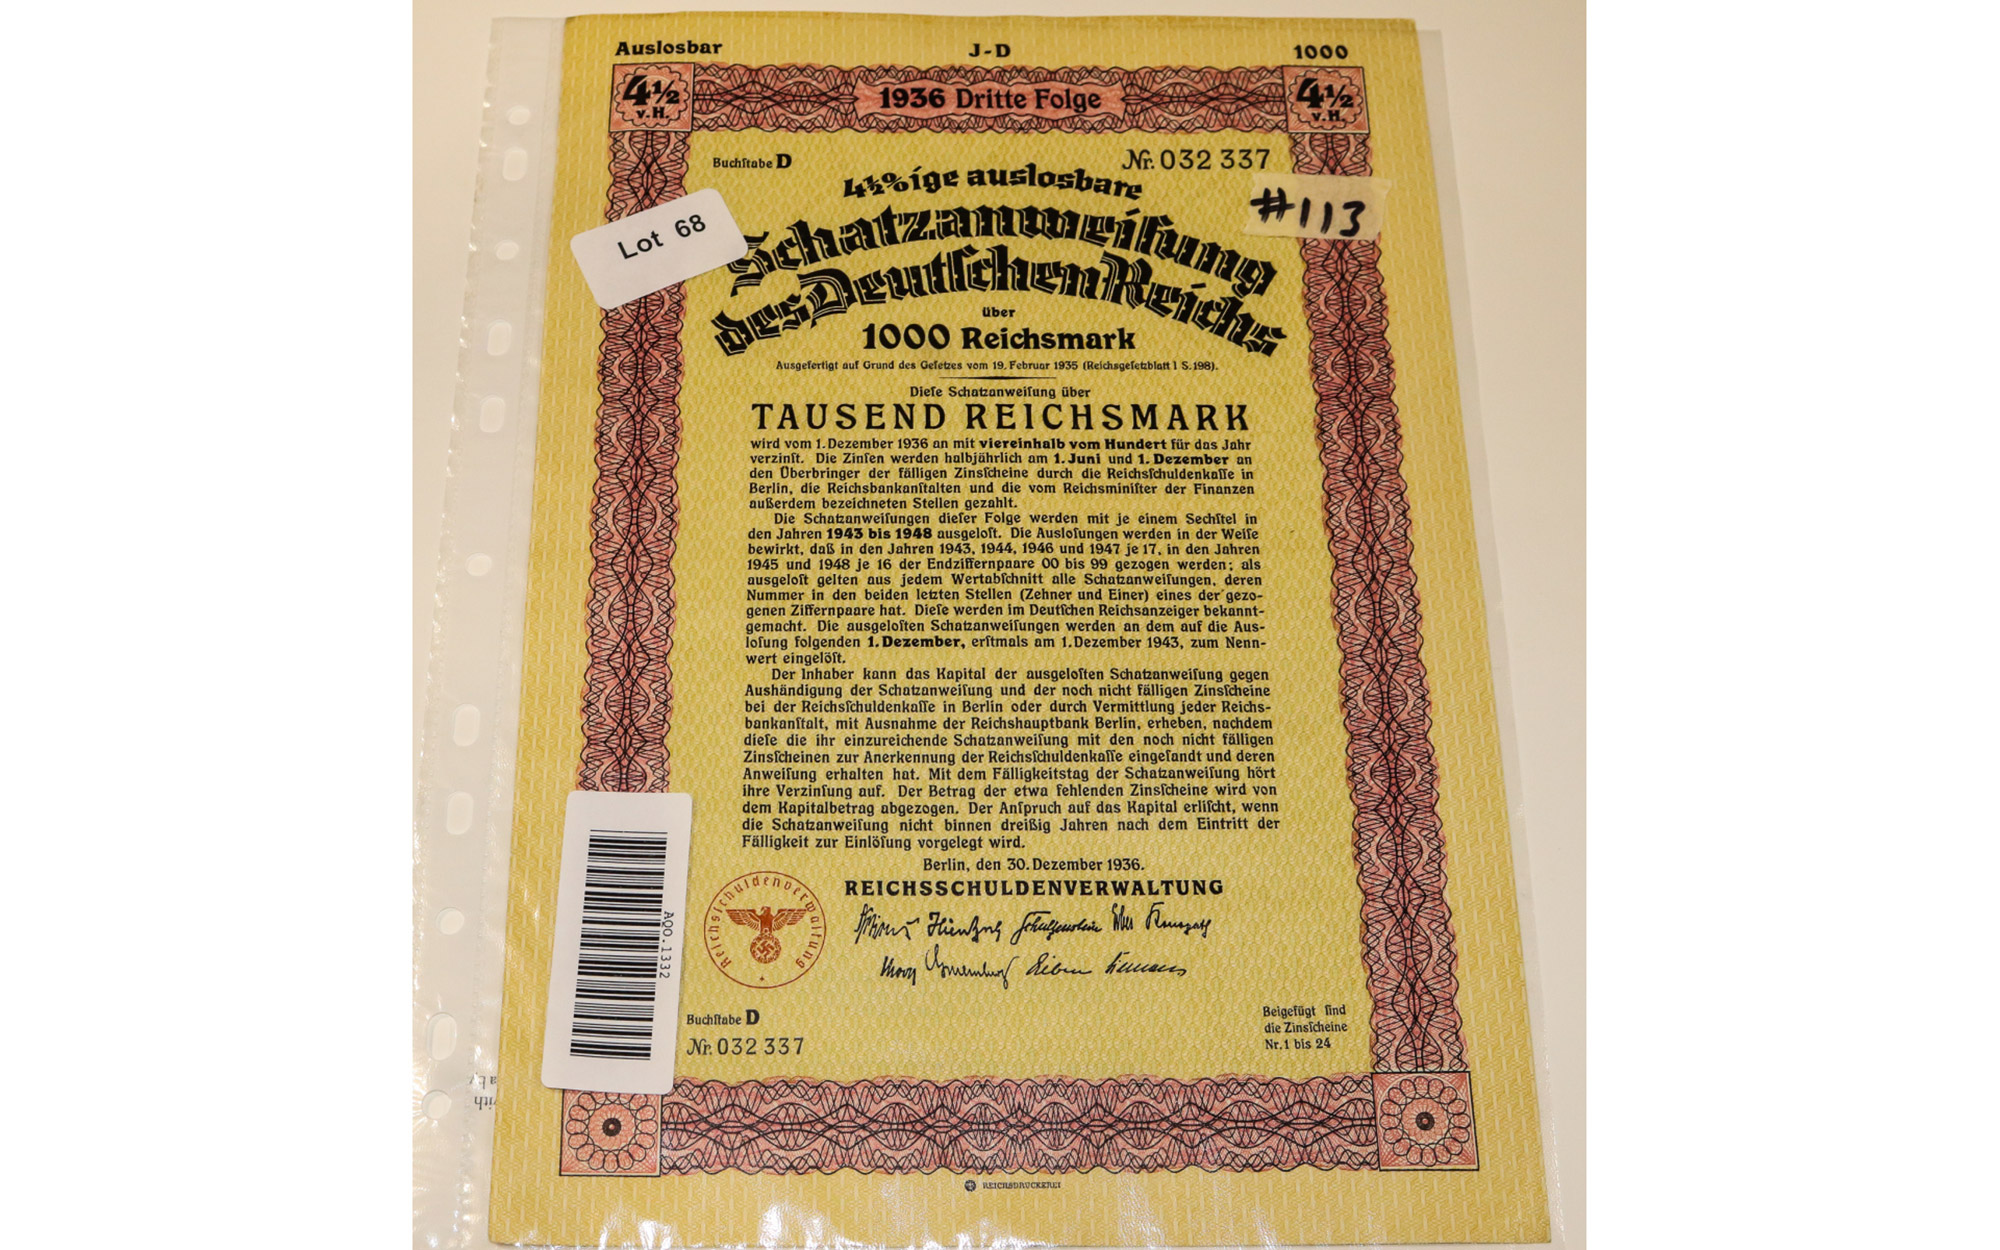 Auslosbar J-D 1000
4½ v.H. 1936 Dritte Folge 4½ v.H.
Buchſtabe D Nr. 032 337
#113
4½%ige auslosbare
Lot 68
Schatzanweiſung
des Deutſchen Reichs
über
1000 Reichsmark
Ausgefertigt auf Grund des Geſetzes vom 19. Februar 1935 (Reichsgeſetzblatt I S. 198).
Dieſe Schatzanweiſung über
TAUSEND REICHSMARK
wird vom 1. Dezember 1936 an mit viereinhalb vom Hundert für das Jahr
verzinſt. Die Zinſen werden halbjährlich am 1. Juni und 1. Dezember an
den Überbringer der fälligen Zinsſcheine durch die Reichsſchuldenkaſſe in
Berlin, die Reichsbankanſtalten und die vom Reichsminiſter der Finanzen
außerdem bezeichneten Stellen gezahlt.
Die Schatzanweiſungen dieſer Folge werden mit je einem Sechſtel in
den Jahren 1943 bis 1948 ausgeloſt. Die Ausloſungen werden in der Weiſe
bewirkt, daß in den Jahren 1943, 1944, 1946 und 1947 je 17, in den Jahren
1945 und 1948 je 16 der Endziffernpaare 00 bis 99 gezogen werden; als
ausgeloſt gelten aus jedem Wertabſchnitt alle Schatzanweiſungen, deren
Nummer in den beiden letzten Stellen (Zehner und Einer) eines der gezo-
genen Ziffernpaare hat. Dieſe werden im Deutſchen Reichsanzeiger bekannt-
gemacht. Die ausgeloſten Schatzanweiſungen werden an dem auf die Aus-
loſung folgenden 1. Dezember, erſtmals am 1. Dezember 1943, zum Nenn-
wert eingelöſt.
Der Inhaber kann das Kapital der ausgeloſten Schatzanweiſung gegen
Aushändigung der Schatzanweiſung und der noch nicht fälligen Zinsſcheine
bei der Reichsſchuldenkaſſe in Berlin oder durch Vermittlung jeder Reichs-
bankanſtalt, mit Ausnahme der Reichshauptbank Berlin, erheben, nachdem
dieſe die ihr einzureichende Schatzanweiſung mit den noch nicht fälligen
Zinsſcheinen zur Anerkennung der Reichsſchuldenkaſſe eingeſandt und deren
Anweiſung erhalten hat. Mit dem Fälligkeitstag der Schatzanweiſung hört
ihre Verzinſung auf. Der Betrag der etwa fehlenden Zinsſcheine wird von
dem Kapitalbetrag abgezogen. Der Anſpruch auf das Kapital erliſcht, wenn
die Schatzanweiſung nicht binnen dreißig Jahren nach dem Eintritt der
Fälligkeit zur Einlöſung vorgelegt wird.
Berlin, den 30. Dezember 1936.
REICHSSCHULDENVERWALTUNG
Reichsſchuldenverwaltung
AQ0.1332
Buchſtabe D
Nr. 032 337
Beigefügt ſind
die Zinsſcheine
Nr. 1 bis 24
REICHSDRUCKEREI